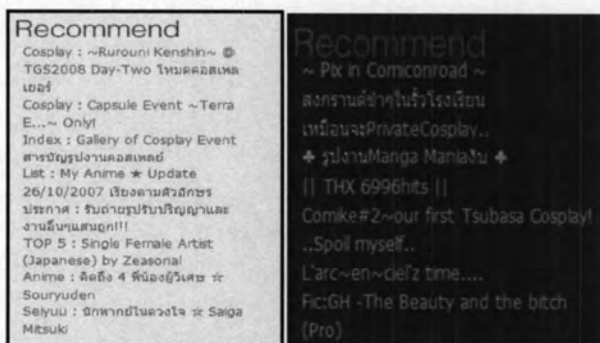 Recommend
Cosplay : ~Rurouni Kenshin~ @
TGS2008 Day-Two โหมดคอสเพล
เยอร์
Cosplay : Capsule Event ~Terra
E...~ Only!
Index : Gallery of Cosplay Event
สารบัญรูปงานคอสเพลย์
List : My Anime ★ Update
26/10/2007 เรียงตามตัวอักษร
ประกาศ : รับถ่ายรูปรับปริญญาและ
งานอื่นๆแสนถูก!!!
TOP 5 : Single Female Artist
(Japanese) by Zeasonal
Anime : คิดถึง 4 พี่น้องผู้วิเศษ ☆
Souryuden
Seiyuu : นักพากย์ในดวงใจ ☆ Saiga
Mitsuki
Recommend
~ Pix in Comiconroad ~
สงกรานต์ช่ำๆในรั้วโรงเรียน
เหมือนจะPrivateCosplay..
♣ รูปงานManga Maniaงับ ♣
|| THX 6996hits ||
Comike#2~our first Tsubasa Cosplay!
..Spoil myself..
L'arc~en~ciel'z time....
Fic:GH -The Beauty and the bitch
(Pro)